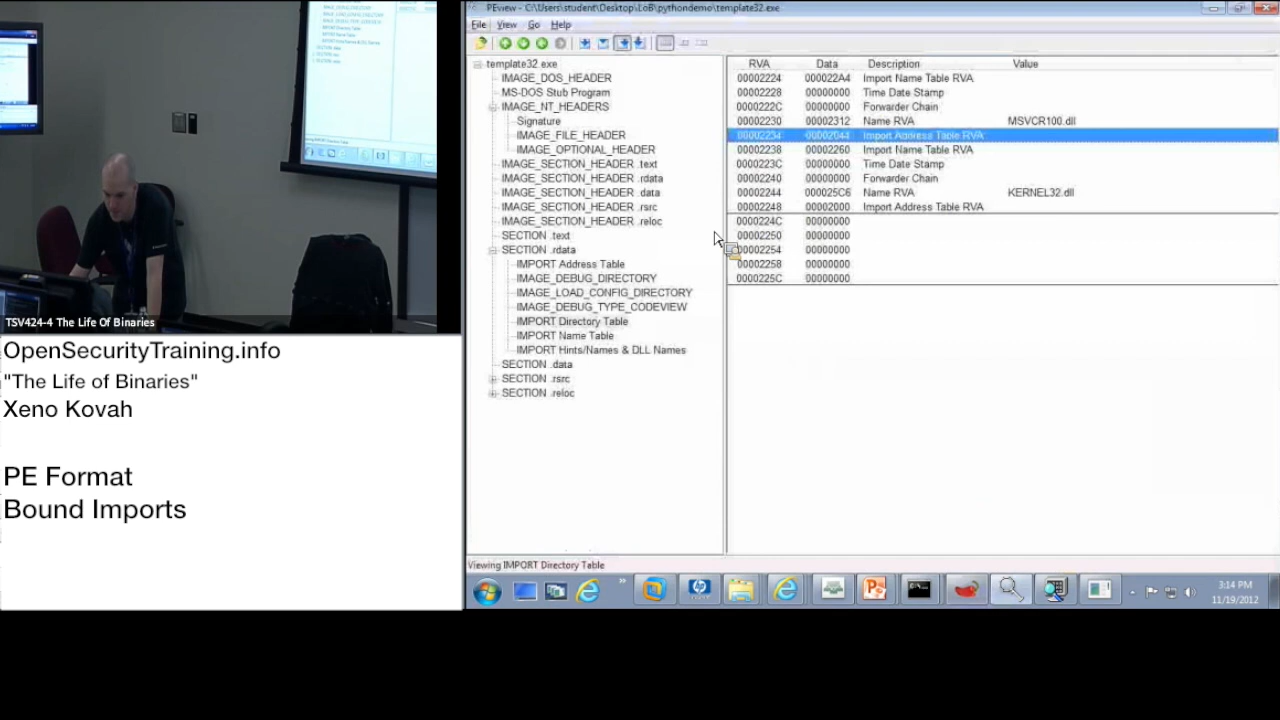 TSV424-4 The Life Of Binaries
OpenSecurityTraining.info
"The Life of Binaries"
Xeno Kovah
PE Format
Bound Imports
PEview - C:\Users\student\Desktop\LoB\pythondemo\template32.exe
File View Go Help
template32.exe
IMAGE_DOS_HEADER
MS-DOS Stub Program
IMAGE_NT_HEADERS
Signature
IMAGE_FILE_HEADER
IMAGE_OPTIONAL_HEADER
IMAGE_SECTION_HEADER .text
IMAGE_SECTION_HEADER .rdata
IMAGE_SECTION_HEADER .data
IMAGE_SECTION_HEADER .rsrc
IMAGE_SECTION_HEADER .reloc
SECTION .text
SECTION .rdata
IMPORT Address Table
IMAGE_DEBUG_DIRECTORY
IMAGE_LOAD_CONFIG_DIRECTORY
IMAGE_DEBUG_TYPE_CODEVIEW
IMPORT Directory Table
IMPORT Name Table
IMPORT Hints/Names & DLL Names
SECTION .data
SECTION .rsrc
SECTION .reloc
RVA Data Description Value
00002224 000022A4 Import Name Table RVA
00002228 00000000 Time Date Stamp
0000222C 00000000 Forwarder Chain
00002230 00002312 Name RVA MSVCR100.dll
00002234 00002044 Import Address Table RVA
00002238 00002260 Import Name Table RVA
0000223C 00000000 Time Date Stamp
00002240 00000000 Forwarder Chain
00002244 000025C6 Name RVA KERNEL32.dll
00002248 00002000 Import Address Table RVA
0000224C 00000000
00002250 00000000
00002254 00000000
00002258 00000000
0000225C 00000000
Viewing IMPORT Directory Table
3:14 PM
11/19/2012